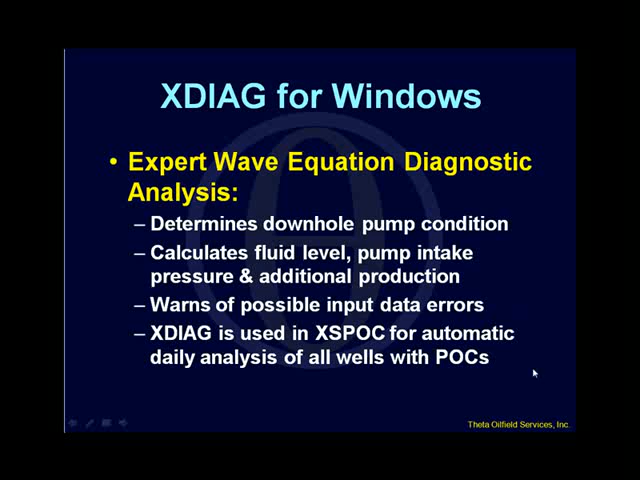 XDIAG for Windows
• Expert Wave Equation Diagnostic
Analysis:
– Determines downhole pump condition
– Calculates fluid level, pump intake
pressure & additional production
– Warns of possible input data errors
– XDIAG is used in XSPOC for automatic
daily analysis of all wells with POCs
Theta Oilfield Services, Inc.